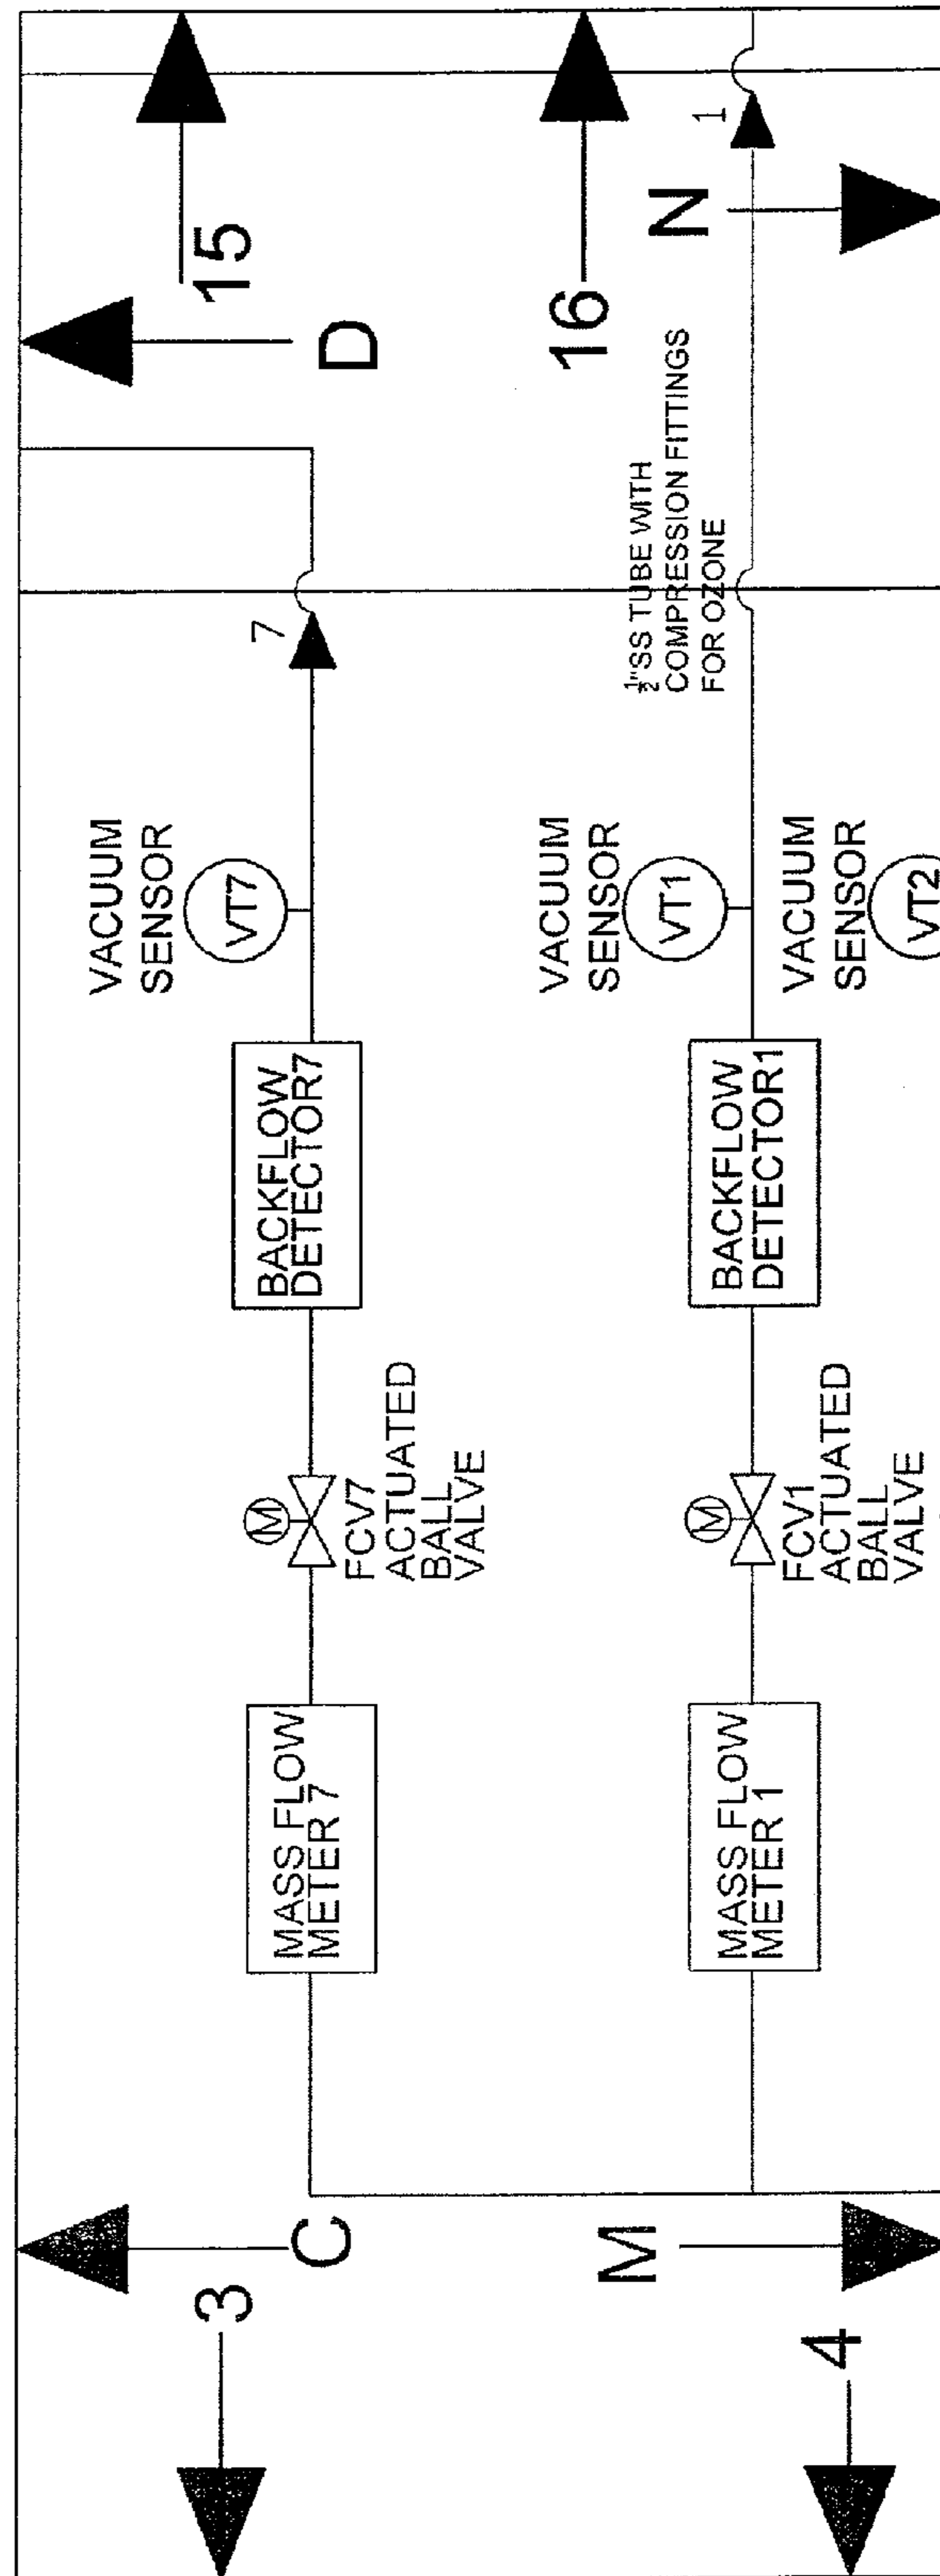 3
C
MASS FLOW
METER 7
M
FCV7
ACTUATED
BALL
VALVE
BACKFLOW
DETECTOR7
VACUUM
SENSOR
VT7
7
D
15
4
M
MASS FLOW
METER 1
M
FCV1
ACTUATED
BALL
VALVE
BACKFLOW
DETECTOR1
VACUUM
SENSOR
VT1
VACUUM
SENSOR
VT2
½"SS TUBE WITH
COMPRESSION FITTINGS
FOR OZONE
16
N
1